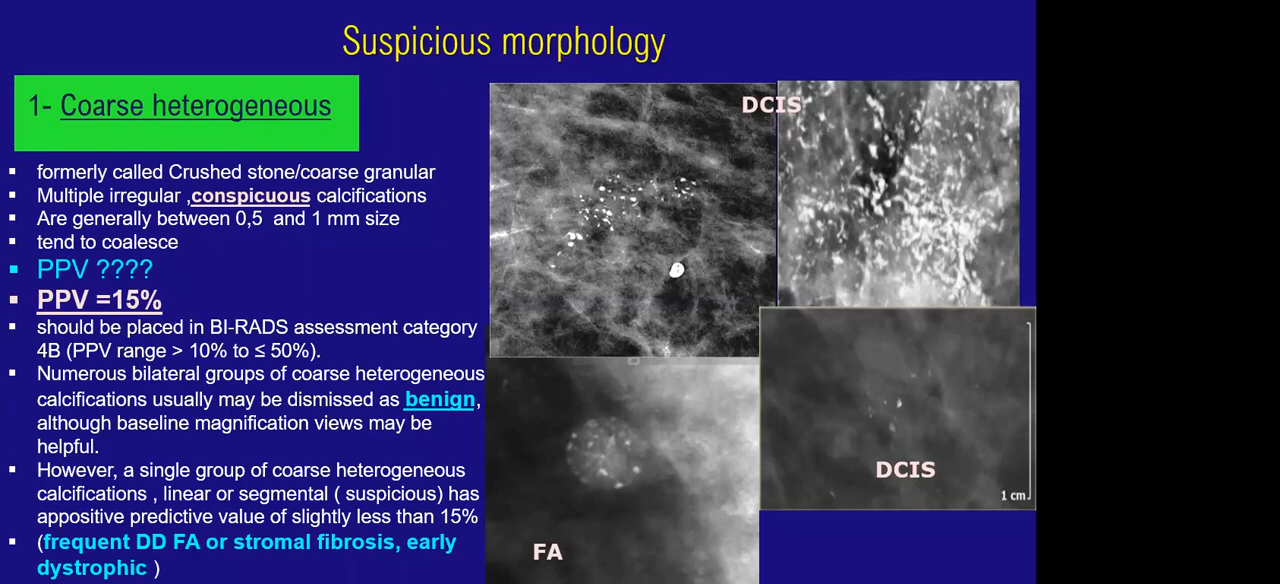 Suspicious morphology
1- Coarse heterogeneous
▪ formerly called Crushed stone/coarse granular
▪ Multiple irregular ,conspicuous calcifications
▪ Are generally between 0,5 and 1 mm size
▪ tend to coalesce
▪ PPV ????
▪ PPV =15%
▪ should be placed in BI-RADS assessment category
4B (PPV range > 10% to ≤ 50%).
▪ Numerous bilateral groups of coarse heterogeneous
calcifications usually may be dismissed as benign,
although baseline magnification views may be
helpful.
▪ However, a single group of coarse heterogeneous
calcifications , linear or segmental ( suspicious) has
appositive predictive value of slightly less than 15%
▪ (frequent DD FA or stromal fibrosis, early
dystrophic )
DCIS
DCIS
1 cm
FA